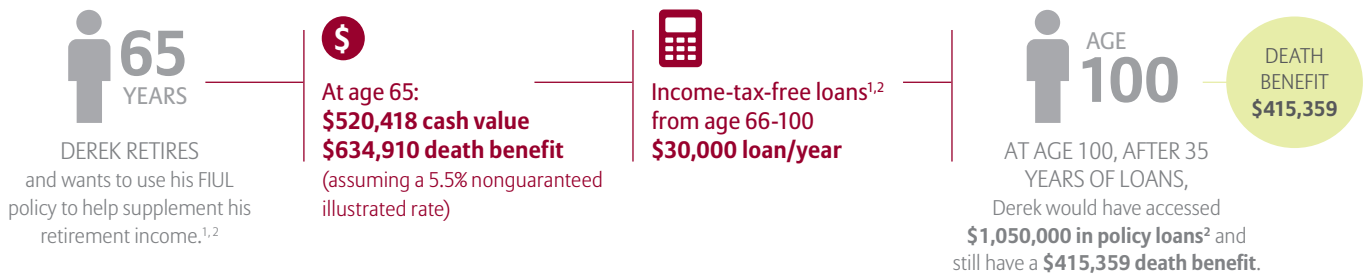 65
YEARS
DEREK RETIRES
and wants to use his FIUL
policy to help supplement his
retirement income.1, 2
$
At age 65:
$520,418 cash value
$634,910 death benefit
(assuming a 5.5% nonguaranteed
illustrated rate)
Income-tax-free loans1,2
from age 66-100
$30,000 loan/year
AGE
100
AT AGE 100, AFTER 35
YEARS OF LOANS,
Derek would have accessed
$1,050,000 in policy loans2 and
still have a $415,359 death benefit.
DEATH
BENEFIT
$415,359